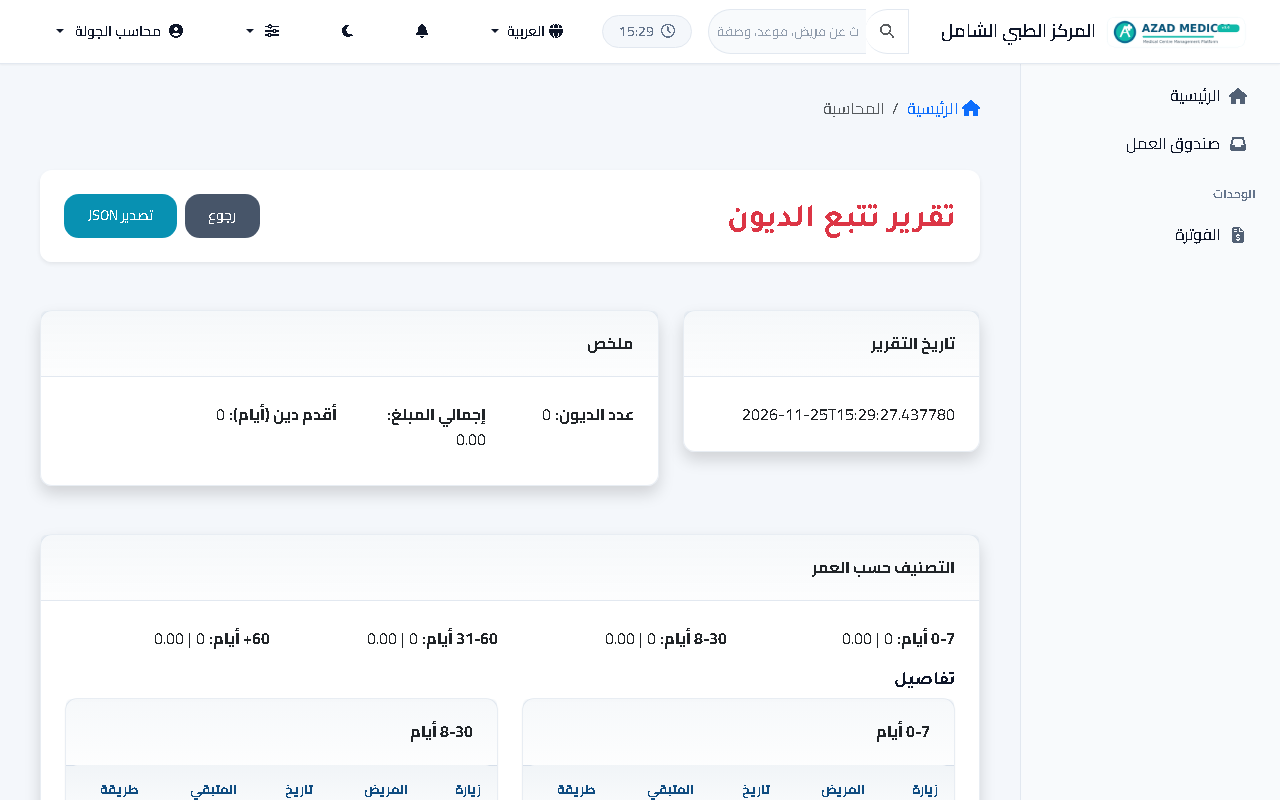 AZAD MEDIC
Medical Centre Management Platform
المركز الطبي الشامل
ث عن مريض، موعد، وصفة
15:29
العربية
محاسب الجولة
الرئيسية
صندوق العمل
الوحدات
الفوترة
الرئيسية / المحاسبة
تقرير تتبع الديون
رجوع
تصدير JSON
تاريخ التقرير
2026-11-25T15:29:27.437780
ملخص
عدد الديون: 0
إجمالي المبلغ: 0.00
أقدم دين (أيام): 0
التصنيف حسب العمر
0-7 أيام: 0 | 0.00
8-30 أيام: 0 | 0.00
31-60 أيام: 0 | 0.00
60+ أيام: 0 | 0.00
تفاصيل
0-7 أيام
زيارة المريض تاريخ المتبقي طريقة
8-30 أيام
زيارة المريض تاريخ المتبقي طريقة